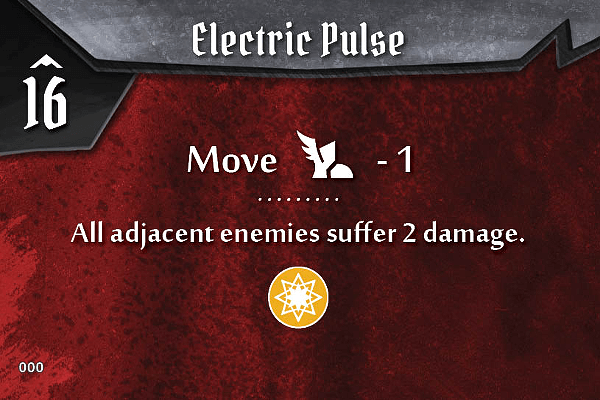 Electric Pulse
16
Move - 1
All adjacent enemies suffer 2 damage.
000